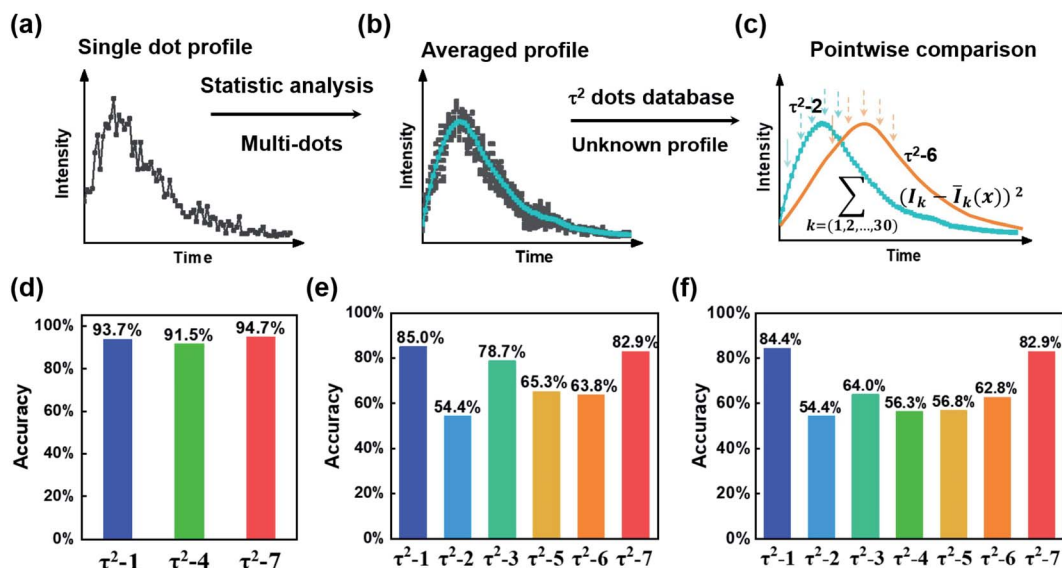 (a)
Single dot profile
Intensity
Time
Statistic analysis
Multi-dots
(b)
Averaged profile
Intensity
Time
τ² dots database
Unknown profile
(c)
Pointwise comparison
Intensity
τ²-2
τ²-6
∑ (I_k − Ī_k(x))²
k=(1,2,...,30)
Time
(d)
Accuracy
100%
80%
60%
40%
20%
0%
93.7% 91.5% 94.7%
τ²-1 τ²-4 τ²-7
(e)
Accuracy
100%
80%
60%
40%
20%
0%
85.0% 54.4% 78.7% 65.3% 63.8% 82.9%
τ²-1 τ²-2 τ²-3 τ²-5 τ²-6 τ²-7
(f)
Accuracy
100%
80%
60%
40%
20%
0%
84.4% 54.4% 64.0% 56.3% 56.8% 62.8% 82.9%
τ²-1 τ²-2 τ²-3 τ²-4 τ²-5 τ²-6 τ²-7